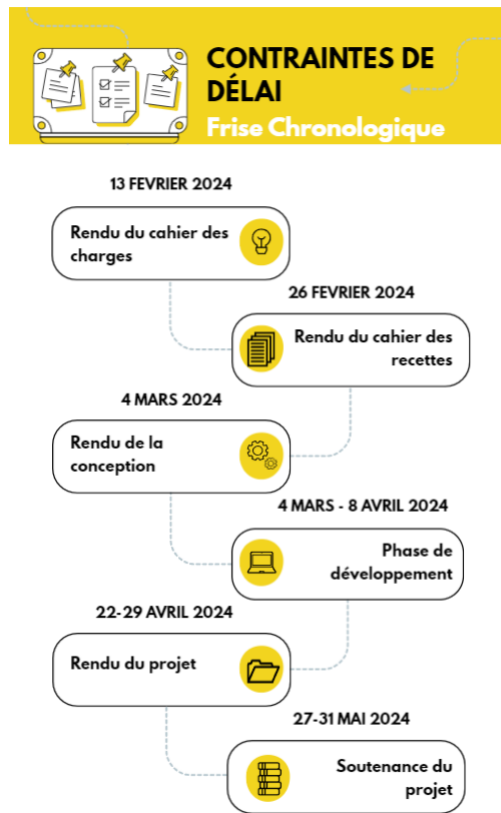 CONTRAINTES DE
DÉLAI
Frise Chronologique
13 FEVRIER 2024
Rendu du cahier des
charges
26 FEVRIER 2024
Rendu du cahier des
recettes
4 MARS 2024
Rendu de la
conception
4 MARS - 8 AVRIL 2024
Phase de
développement
22-29 AVRIL 2024
Rendu du projet
27-31 MAI 2024
Soutenance du
projet